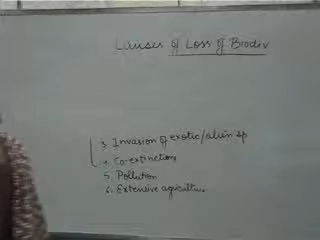 Causes of Loss of Biodiv
3. Invasion of exotic/alien sp
4. Co-extinction
5. Pollution
6. Extensive agricultu